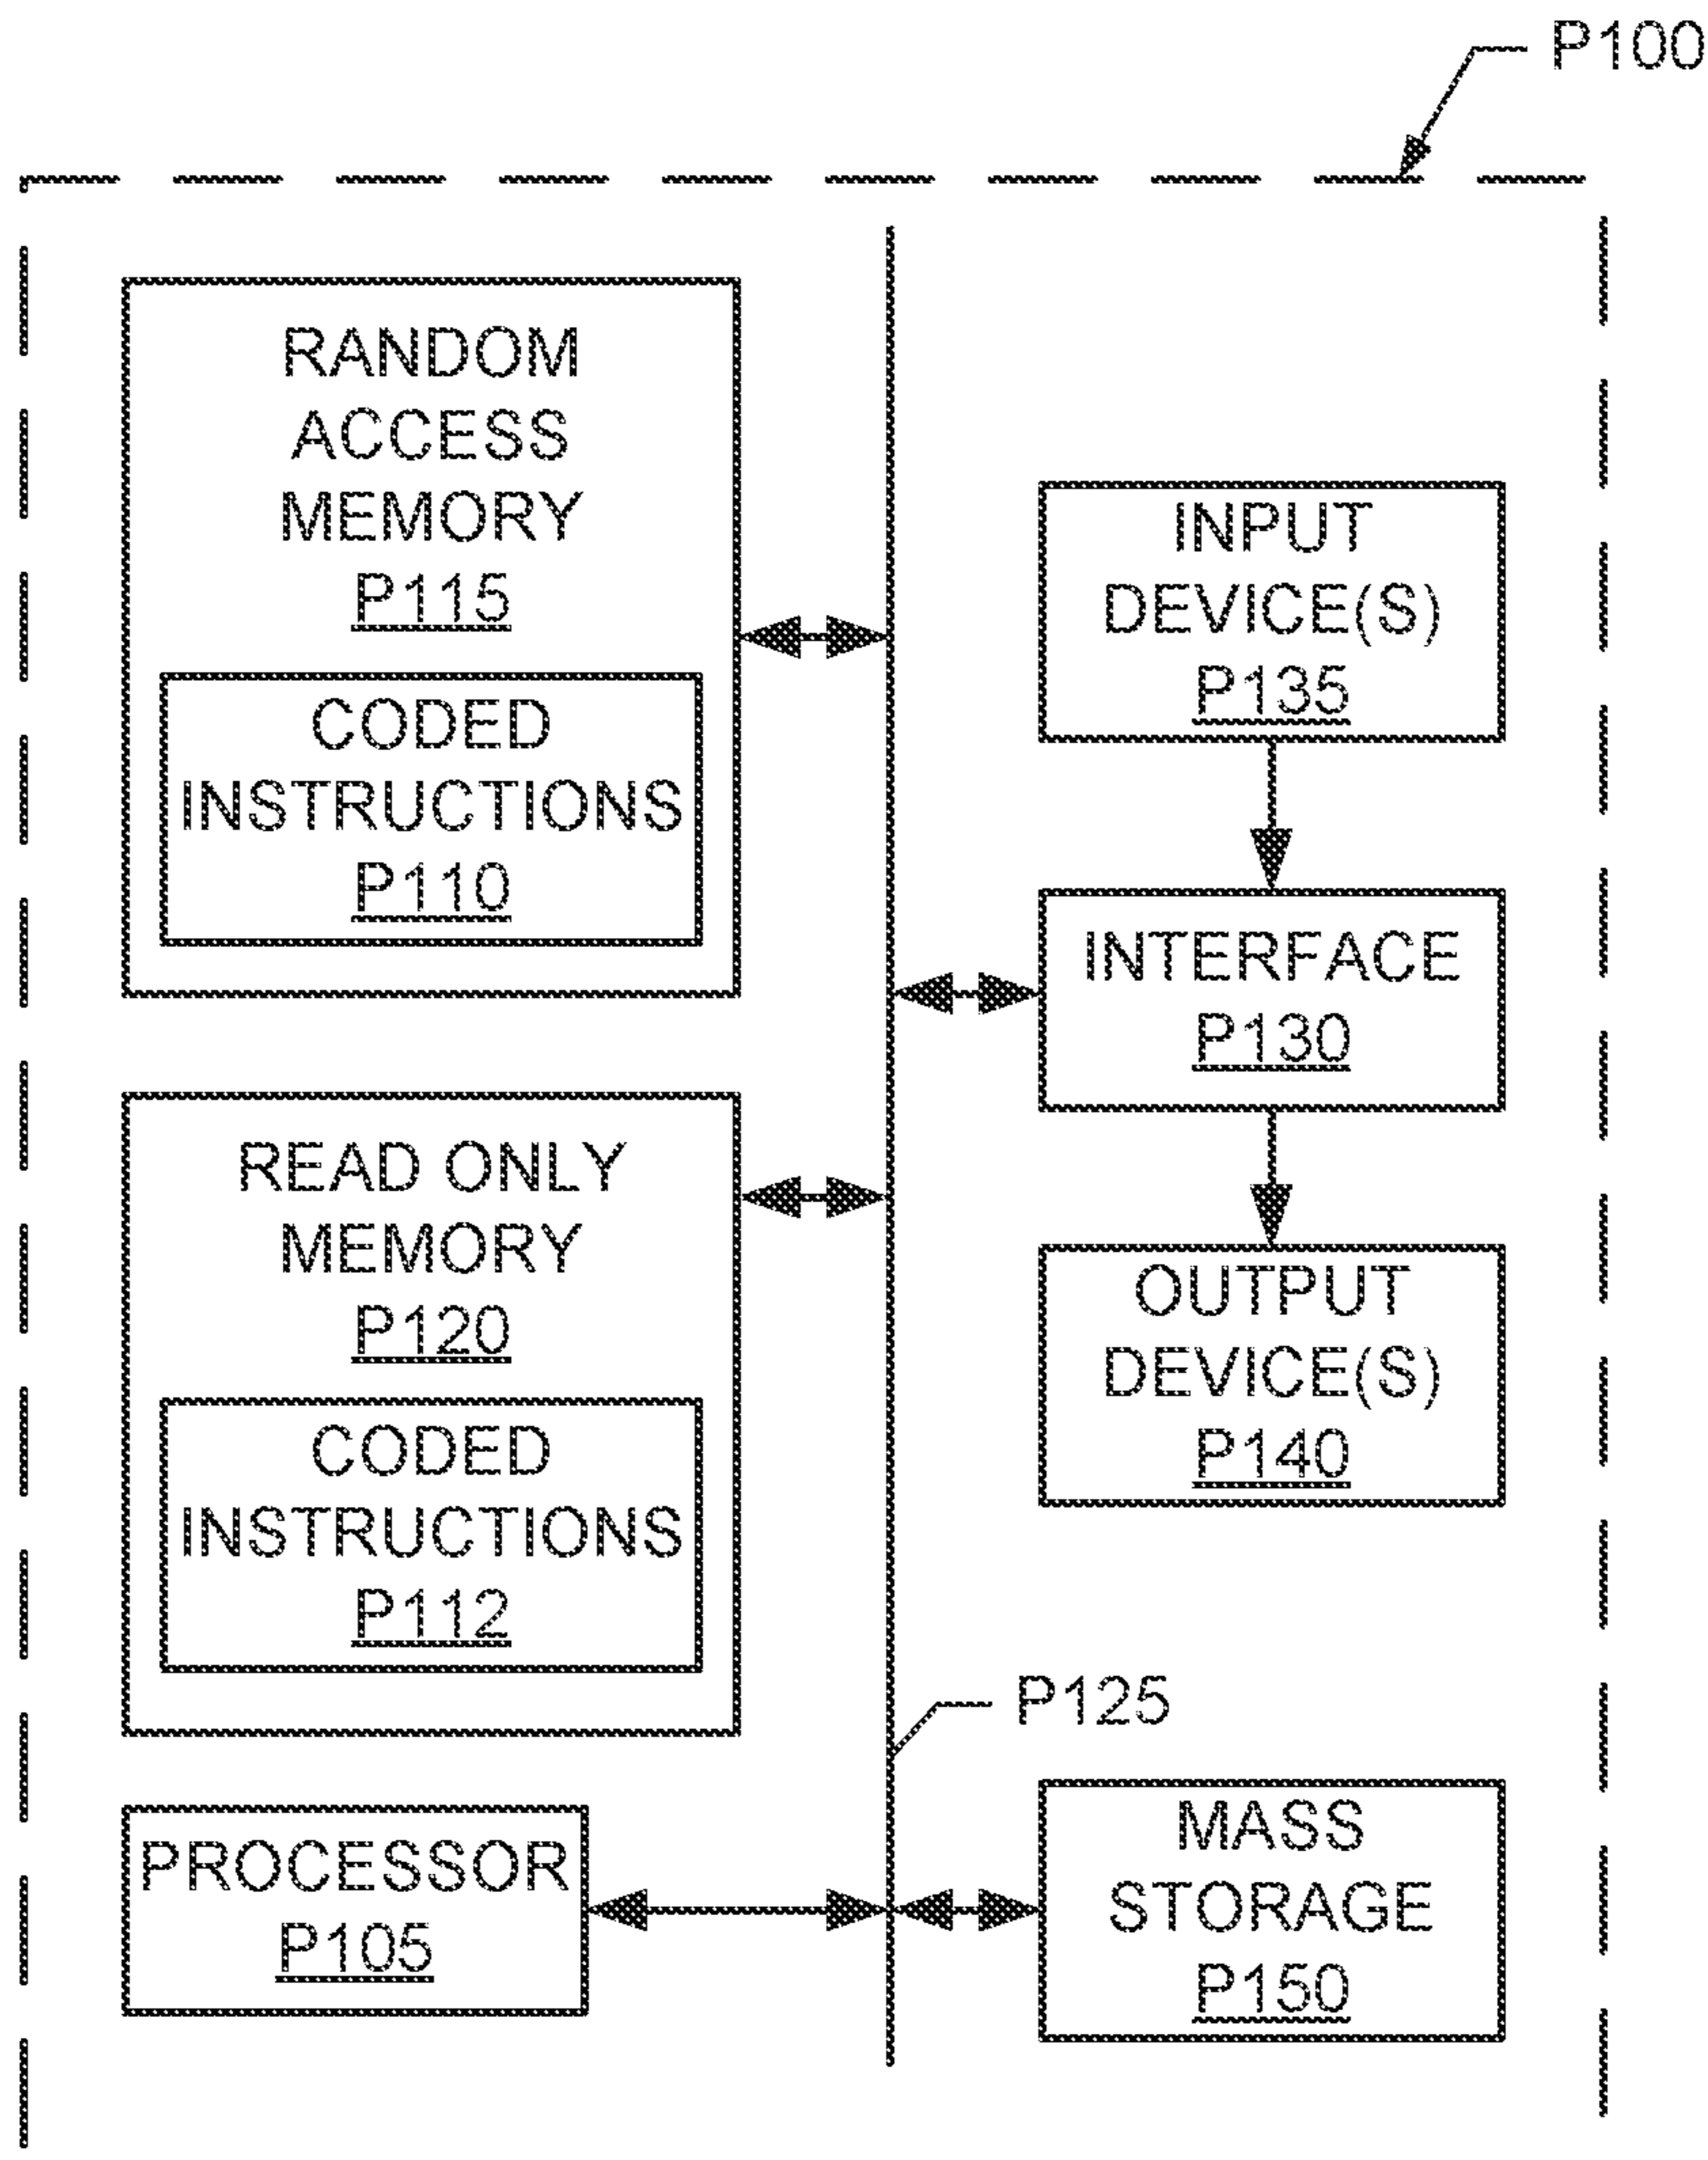 P100
RANDOM
ACCESS
MEMORY
P115
CODED
INSTRUCTIONS
P110
READ ONLY
MEMORY
P120
CODED
INSTRUCTIONS
P112
PROCESSOR
P105
INPUT
DEVICE(S)
P135
INTERFACE
P130
OUTPUT
DEVICE(S)
P140
P125
MASS
STORAGE
P150